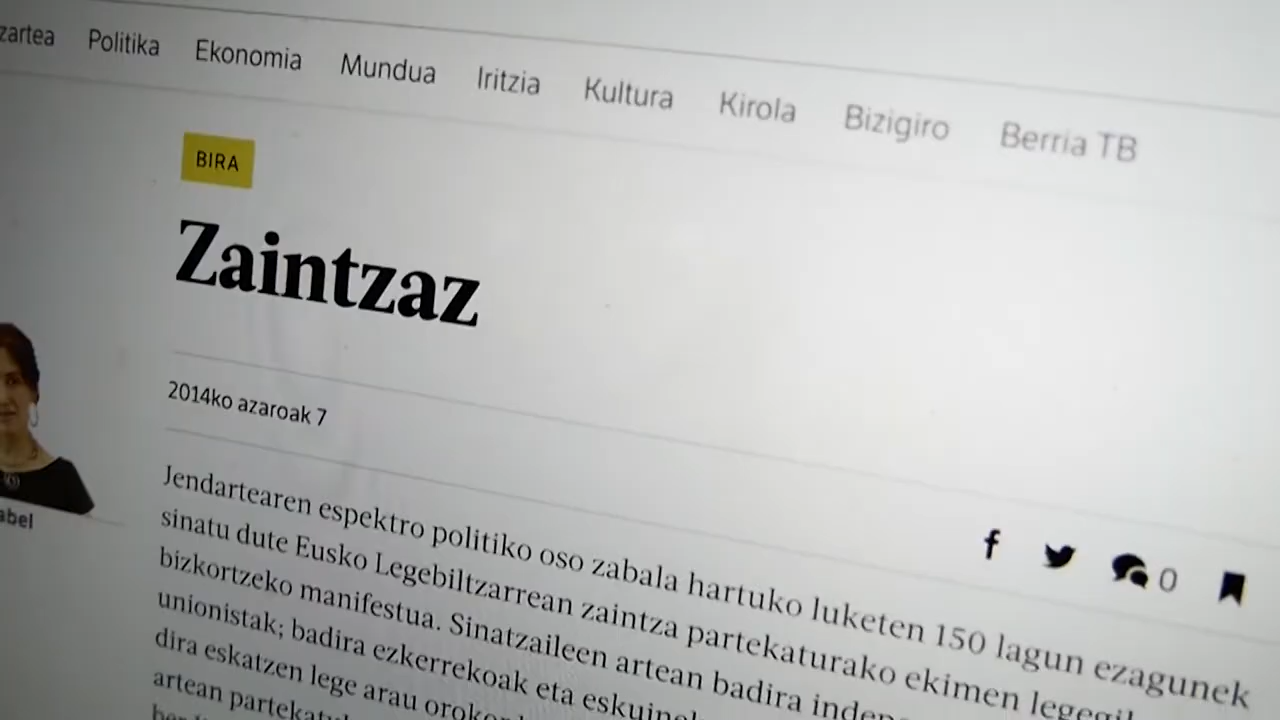 Politika Ekonomia Mundua Iritzia Kultura Kirola Bizigiro Berria TB
BIRA
Zaintzaz
2014ko azaroak 7
0
Jendartearen espektro politiko oso zabala hartuko luketen 150 lagun ezagunek
sinatu dute Eusko Legebiltzarrean zaintza partekaturako ekimen
bizkortzeko manifestua. Sinatzaileen artean badira
unionistak; badira ezkerrekoak eta
dira eskatzen lege arau
artean